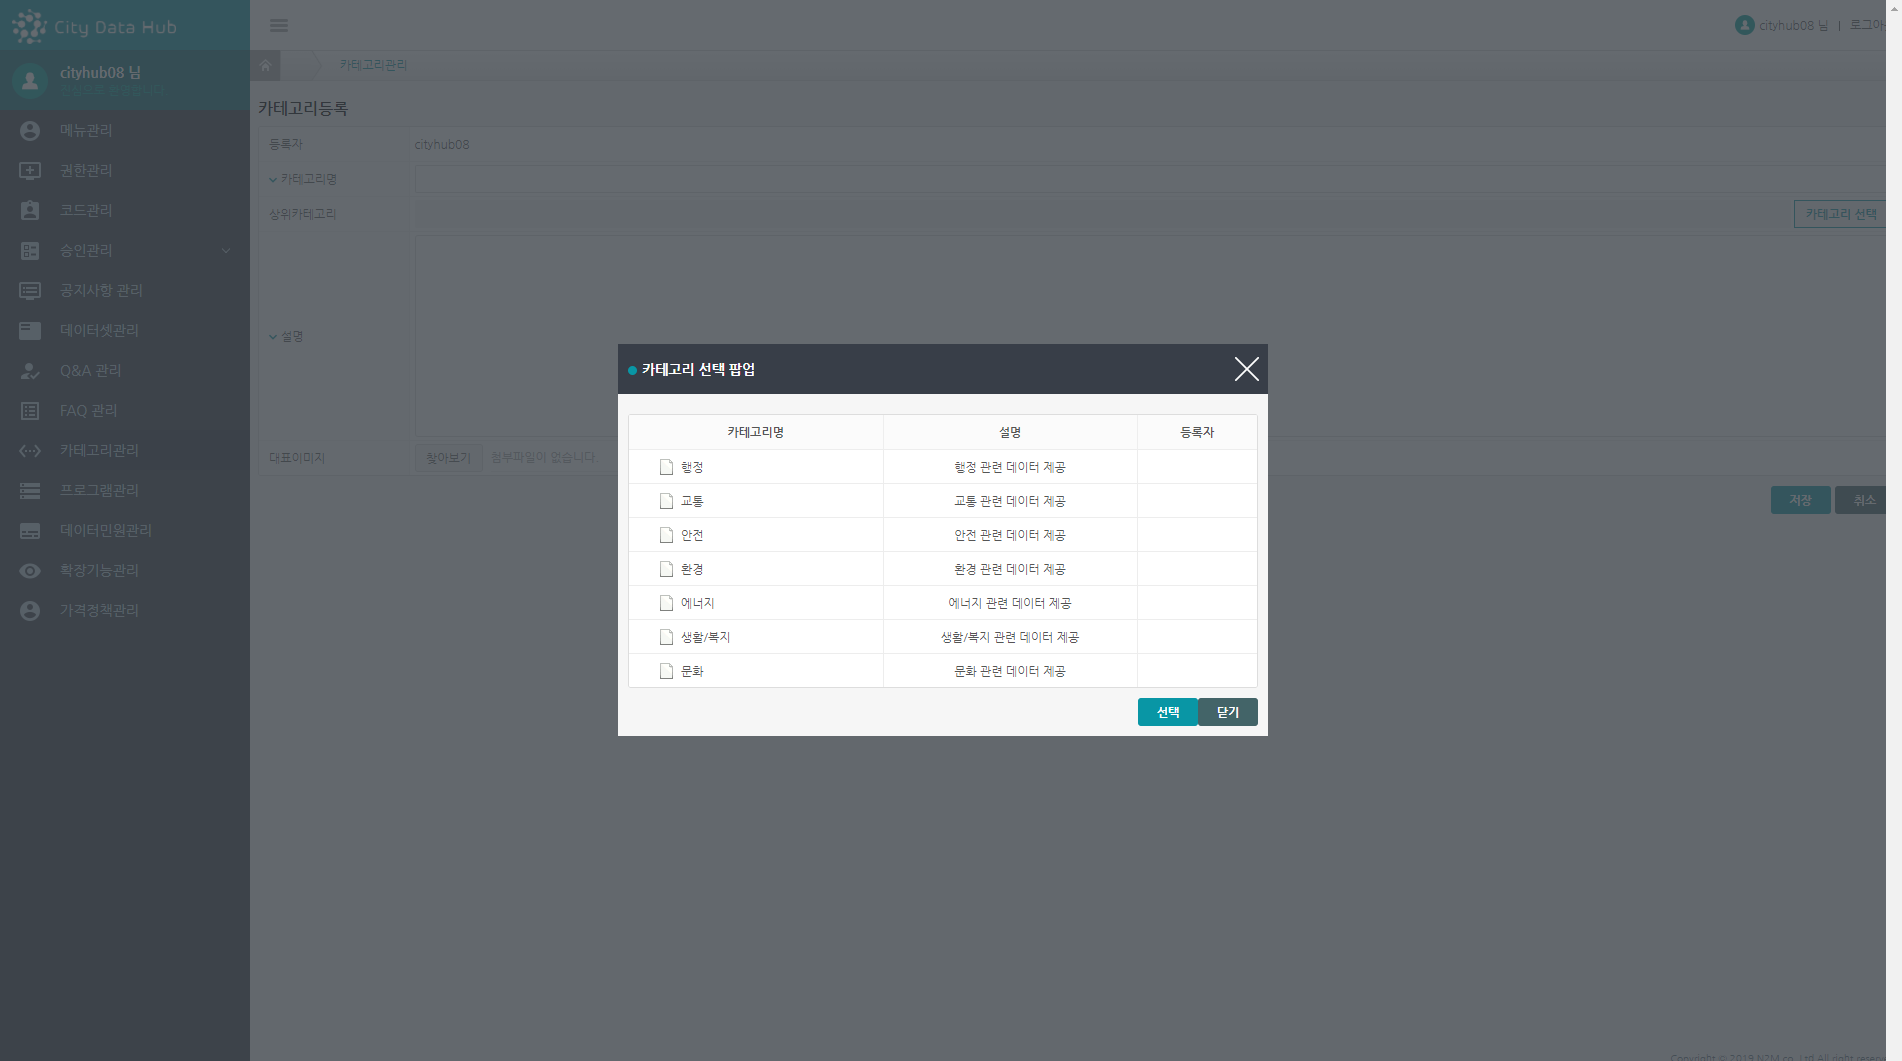 City Data Hub
cityhub08 님
cityhub08 님 | 로그아
카테고리관리
메뉴관리
권한관리
코드관리
승인관리
공지사항 관리
데이터셋관리
Q&A 관리
FAQ 관리
카테고리관리
프로그램관리
데이터민원관리
확장기능관리
가격정책관리
카테고리등록
등록자 cityhub08
카테고리명
상위카테고리 카테고리 선택
설명
대표이미지 찾아보기 첨부파일이 없습니다.
저장 취소
카테고리 선택 팝업
카테고리명 설명 등록자
행정 행정 관련 데이터 제공
교통 교통 관련 데이터 제공
안전 안전 관련 데이터 제공
환경 환경 관련 데이터 제공
에너지 에너지 관련 데이터 제공
생활/복지 생활/복지 관련 데이터 제공
문화 문화 관련 데이터 제공
선택 닫기
Copyright © 2019 N2M co. Ltd All right reserve